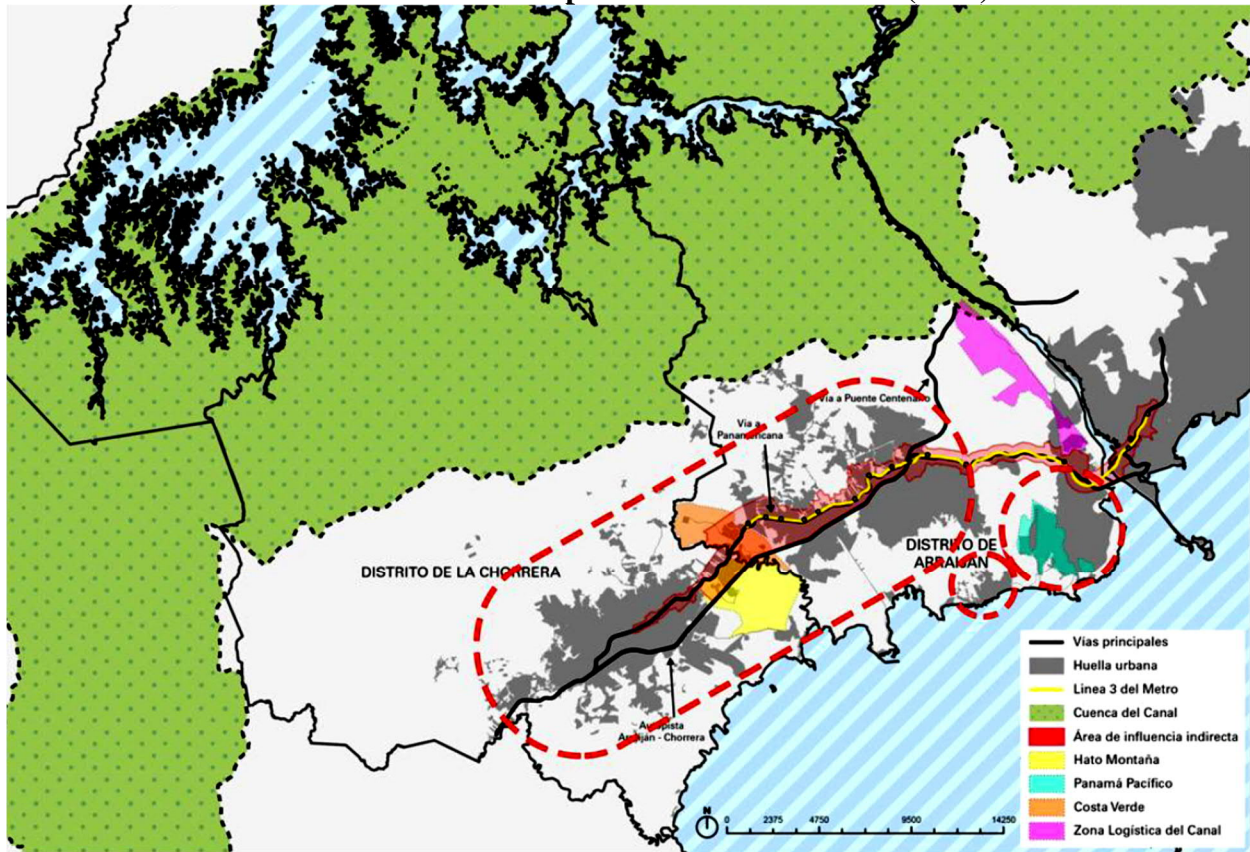 Vía a Puente Centenario
Vía a
Panamericana
DISTRITO DE LA CHORRERA
DISTRITO DE
ARRAIJÁN
Autopista
Arraiján - Chorrera
Vías principales
Huella urbana
Linea 3 del Metro
Cuenca del Canal
Área de influencia indirecta
Hato Montaña
Panamá Pacífico
Costa Verde
Zona Logística del Canal
N
0 2375 4750 9500 14250